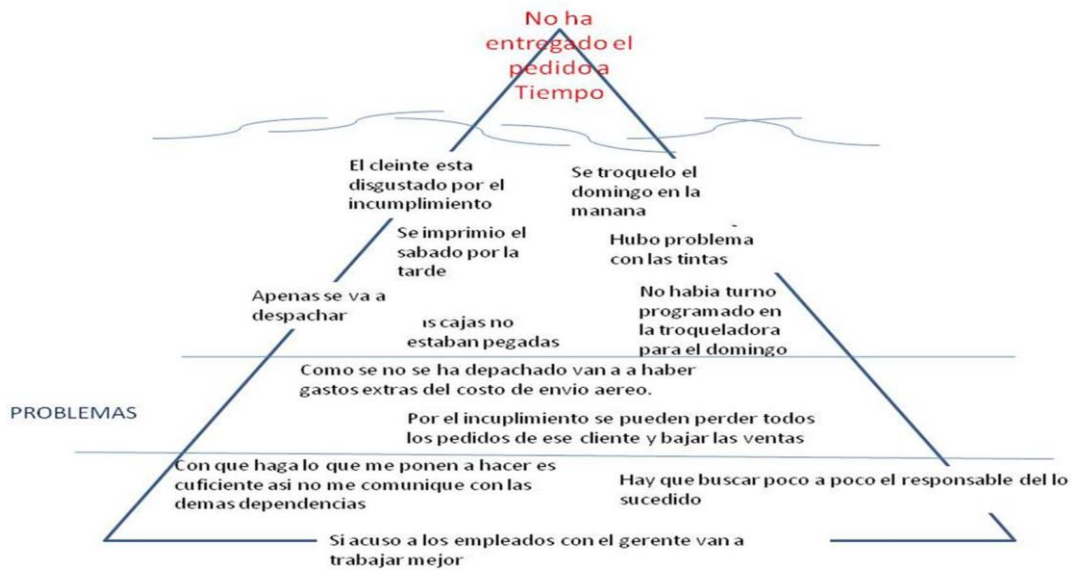 No ha
entregado el
pedido a
Tiempo
El cleinte esta
disgustado por el
incumplimiento
Se troquelo el
domingo en la
manana
Se imprimio el
sabado por la
tarde
Hubo problema
con las tintas
Apenas se va a
despachar
No habia turno
programado en
la troqueladora
para el domingo
cajas no
estaban pegadas
Como se no se ha depachado van a a haber
gastos extras del costo de envio aereo.
PROBLEMAS
Por el incuplimiento se pueden perder todos
los pedidos de ese cliente y bajar las ventas
Con que haga lo que me ponen a hacer es
cuficiente asi no me comunique con las
demas dependencias
Hay que buscar poco a poco el responsable del lo
sucedido
Si acuso a los empleados con el gerente van a
trabajar mejor